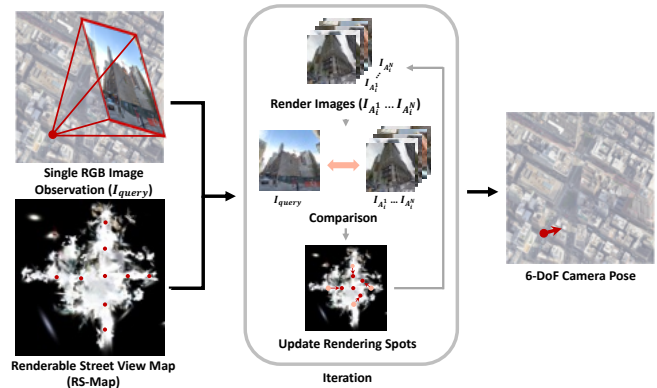 Single RGB Image
Observation (I_query)
Renderable Street View Map
(RS-Map)
I_{A_i^N}
⋰
I_{A_i^1}
Render Images (I_{A_i^1} ... I_{A_i^N})
I_query
I_{A_i^1} ... I_{A_i^N}
Comparison
Update Rendering Spots
Iteration
6-DoF Camera Pose